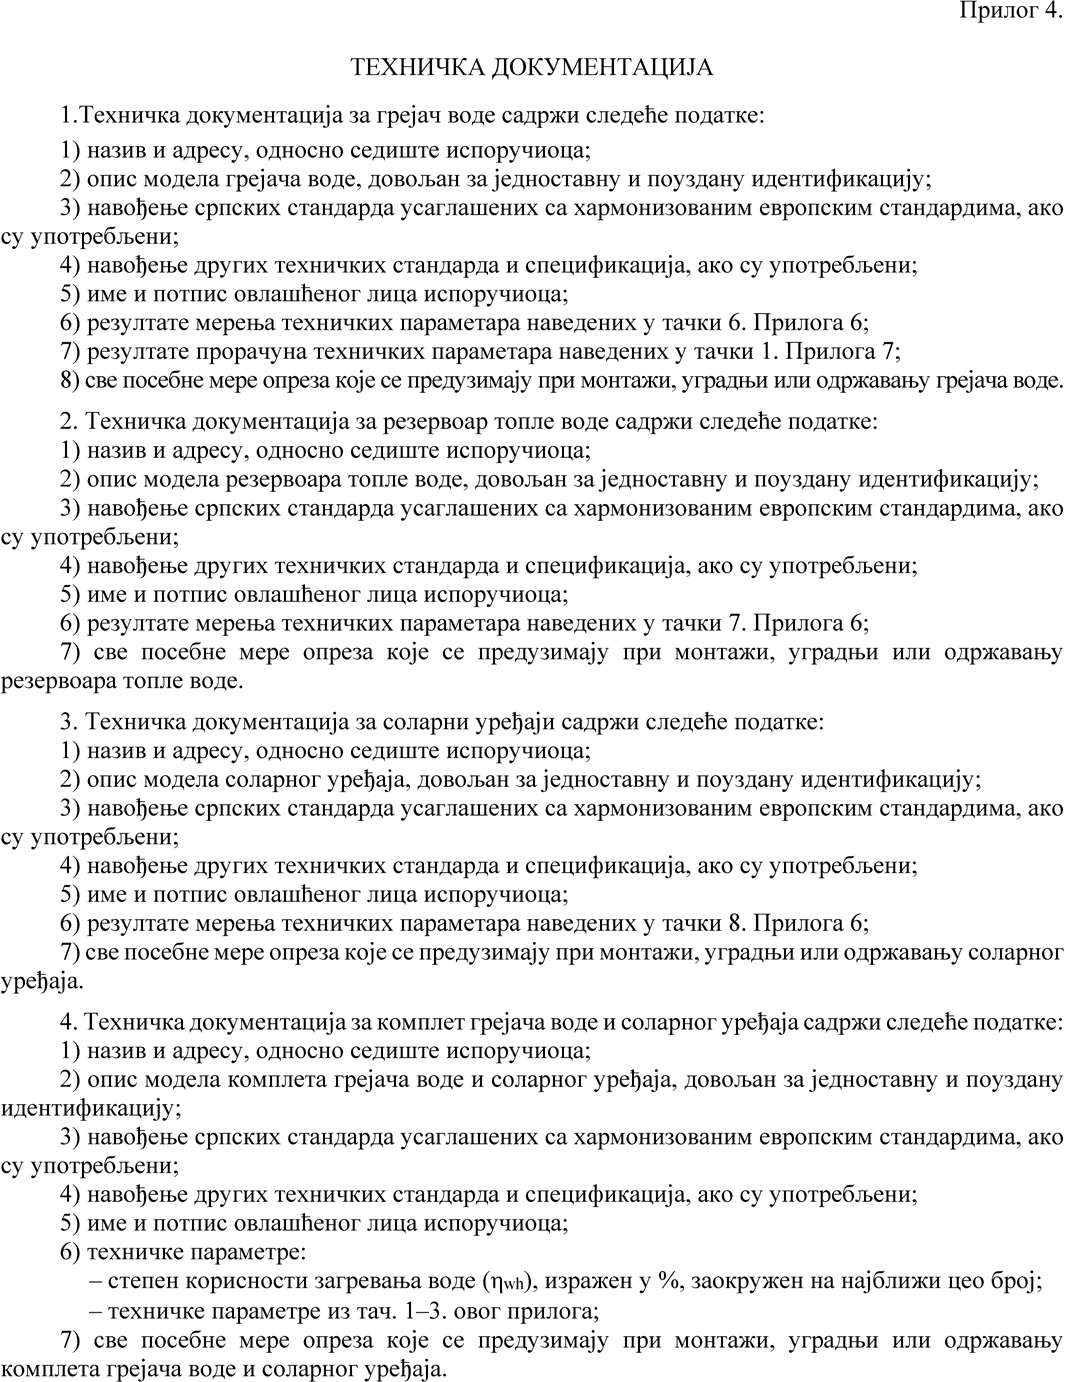 Прилог 4.
ТЕХНИЧКА ДОКУМЕНТАЦИЈА
1.Техничка документација за грејач воде садржи следеће податке:
1) назив и адресу, односно седиште испоручиоца;
2) опис модела грејача воде, довољан за једноставну и поуздану идентификацију;
3) навођење српских стандарда усаглашених са хармонизованим европским стандардима, ако
су употребљени;
4) навођење других техничких стандарда и спецификација, ако су употребљени;
5) име и потпис овлашћеног лица испоручиоца;
6) резултате мерења техничких параметара наведених у тачки 6. Прилога 6;
7) резултате прорачуна техничких параметара наведених у тачки 1. Прилога 7;
8) све посебне мере опреза које се предузимају при монтажи, уградњи или одржавању грејача воде.
2. Техничка документација за резервоар топле воде садржи следеће податке:
1) назив и адресу, односно седиште испоручиоца;
2) опис модела резервоара топле воде, довољан за једноставну и поуздану идентификацију;
3) навођење српских стандарда усаглашених са хармонизованим европским стандардима, ако
су употребљени;
4) навођење других техничких стандарда и спецификација, ако су употребљени;
5) име и потпис овлашћеног лица испоручиоца;
6) резултате мерења техничких параметара наведених у тачки 7. Прилога 6;
7) све посебне мере опреза које се предузимају при монтажи, уградњи или одржавању
резервоара топле воде.
3. Техничка документација за соларни уређаји садржи следеће податке:
1) назив и адресу, односно седиште испоручиоца;
2) опис модела соларног уређаја, довољан за једноставну и поуздану идентификацију;
3) навођење српских стандарда усаглашених са хармонизованим европским стандардима, ако
су употребљени;
4) навођење других техничких стандарда и спецификација, ако су употребљени;
5) име и потпис овлашћеног лица испоручиоца;
6) резултате мерења техничких параметара наведених у тачки 8. Прилога 6;
7) све посебне мере опреза које се предузимају при монтажи, уградњи или одржавању соларног
уређаја.
4. Техничка документација за комплет грејача воде и соларног уређаја садржи следеће податке:
1) назив и адресу, односно седиште испоручиоца;
2) опис модела комплета грејача воде и соларног уређаја, довољан за једноставну и поуздану
идентификацију;
3) навођење српских стандарда усаглашених са хармонизованим европским стандардима, ако
су употребљени;
4) навођење других техничких стандарда и спецификација, ако су употребљени;
5) име и потпис овлашћеног лица испоручиоца;
6) техничке параметре:
– степен корисности загревања воде (ηwh), изражен у %, заокружен на најближи цео број;
– техничке параметре из тач. 1–3. овог прилога;
7) све посебне мере опреза које се предузимају при монтажи, уградњи или одржавању
комплета грејача воде и соларног уређаја.